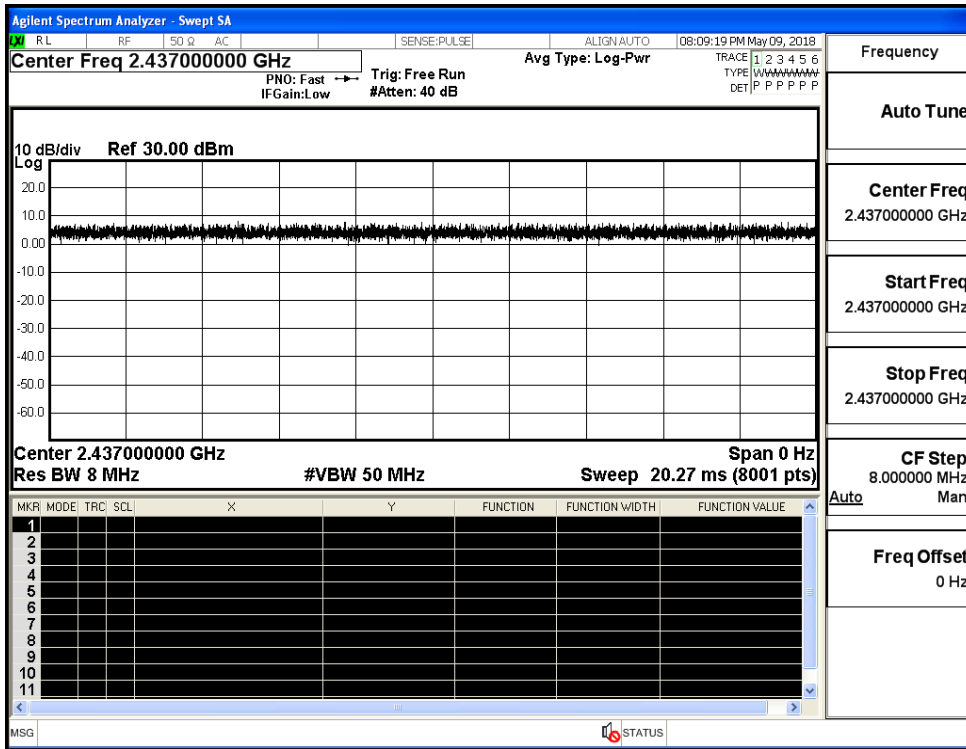 Agilent Spectrum Analyzer - Swept SA
LXI RL RF 50 Ω AC SENSE:PULSE ALIGN AUTO 08:09:19 PM May 09, 2018
Center Freq 2.437000000 GHz
PNO: Fast
IFGain:Low
Trig: Free Run
#Atten: 40 dB
Avg Type: Log-Pwr
TRACE 1 2 3 4 5 6
TYPE WWWWWW
DET P P P P P P
10 dB/div Ref 30.00 dBm
Log
20.0
10.0
0.00
-10.0
-20.0
-30.0
-40.0
-50.0
-60.0
Center 2.437000000 GHz Span 0 Hz
Res BW 8 MHz #VBW 50 MHz Sweep 20.27 ms (8001 pts)
MKR MODE TRC SCL X Y FUNCTION FUNCTION WIDTH FUNCTION VALUE
1
2
3
4
5
6
7
8
9
10
11
MSG STATUS
Frequency
Auto Tune
Center Freq
2.437000000 GHz
Start Freq
2.437000000 GHz
Stop Freq
2.437000000 GHz
CF Step
8.000000 MHz
Auto Man
Freq Offset
0 Hz